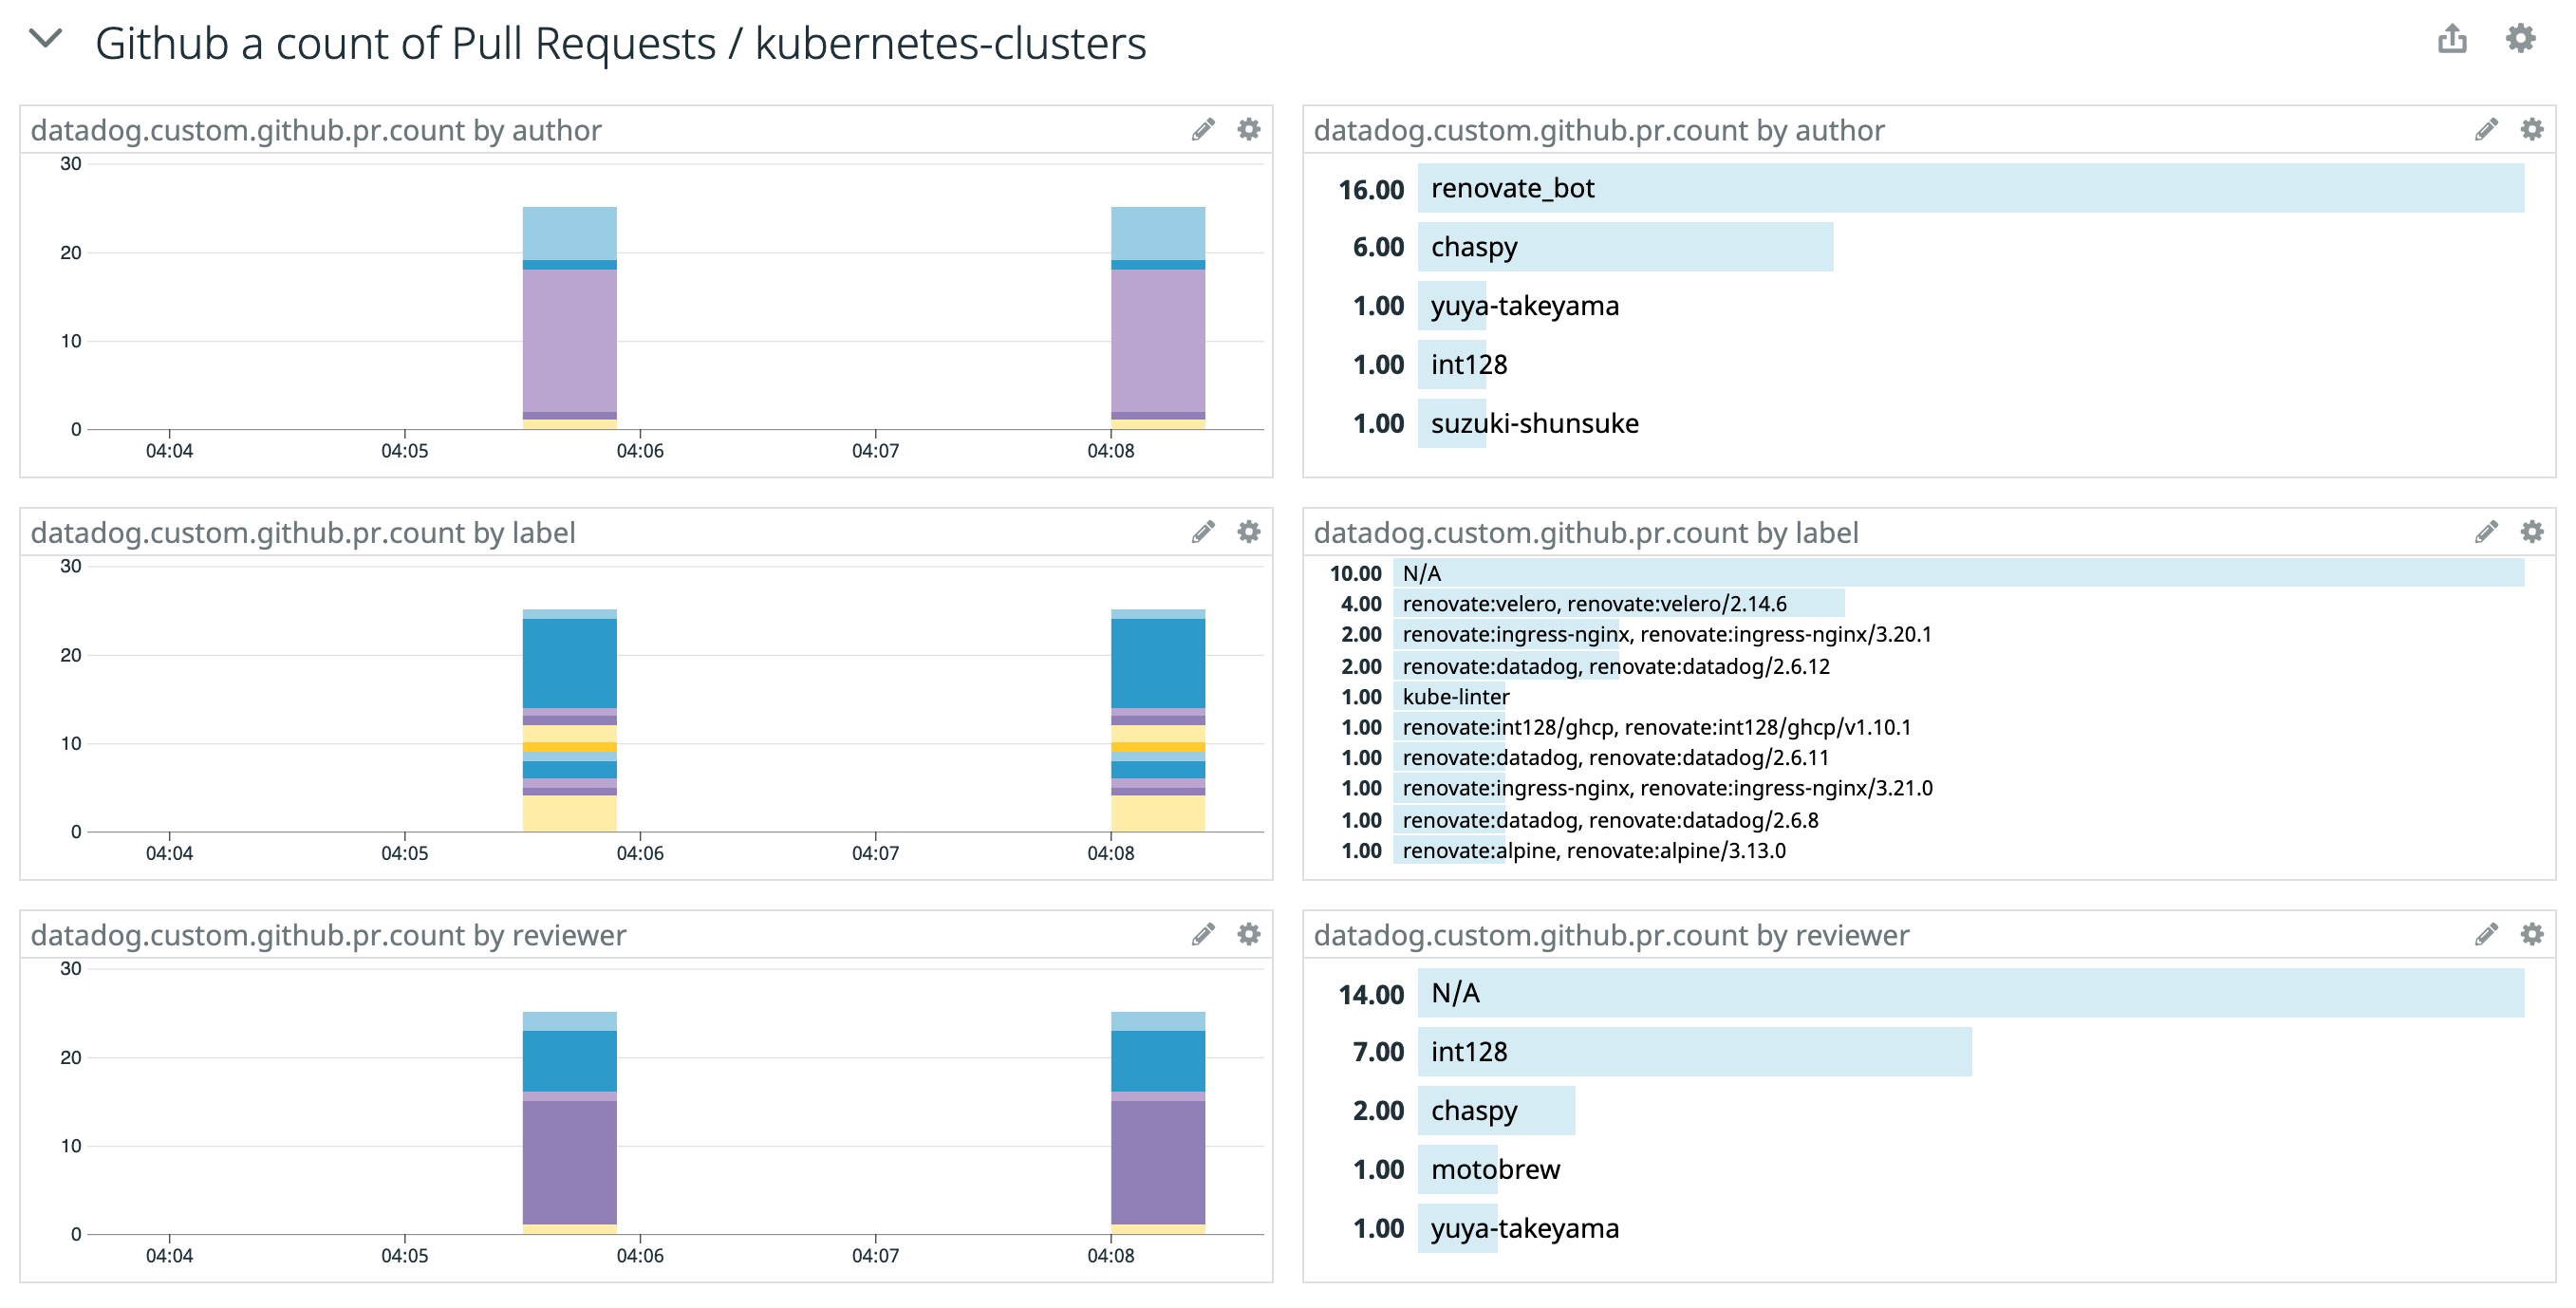 Github a count of Pull Requests / kubernetes-clusters
datadog.custom.github.pr.count by author
30
20
10
0
04:04 04:05 04:06 04:07 04:08
datadog.custom.github.pr.count by author
16.00 renovate_bot
6.00 chaspy
1.00 yuya-takeyama
1.00 int128
1.00 suzuki-shunsuke
datadog.custom.github.pr.count by label
30
20
10
0
04:04 04:05 04:06 04:07 04:08
datadog.custom.github.pr.count by label
10.00 N/A
4.00 renovate:velero, renovate:velero/2.14.6
2.00 renovate:ingress-nginx, renovate:ingress-nginx/3.20.1
2.00 renovate:datadog, renovate:datadog/2.6.12
1.00 kube-linter
1.00 renovate:int128/ghcp, renovate:int128/ghcp/v1.10.1
1.00 renovate:datadog, renovate:datadog/2.6.11
1.00 renovate:ingress-nginx, renovate:ingress-nginx/3.21.0
1.00 renovate:datadog, renovate:datadog/2.6.8
1.00 renovate:alpine, renovate:alpine/3.13.0
datadog.custom.github.pr.count by reviewer
30
20
10
0
04:04 04:05 04:06 04:07 04:08
datadog.custom.github.pr.count by reviewer
14.00 N/A
7.00 int128
2.00 chaspy
1.00 motobrew
1.00 yuya-takeyama